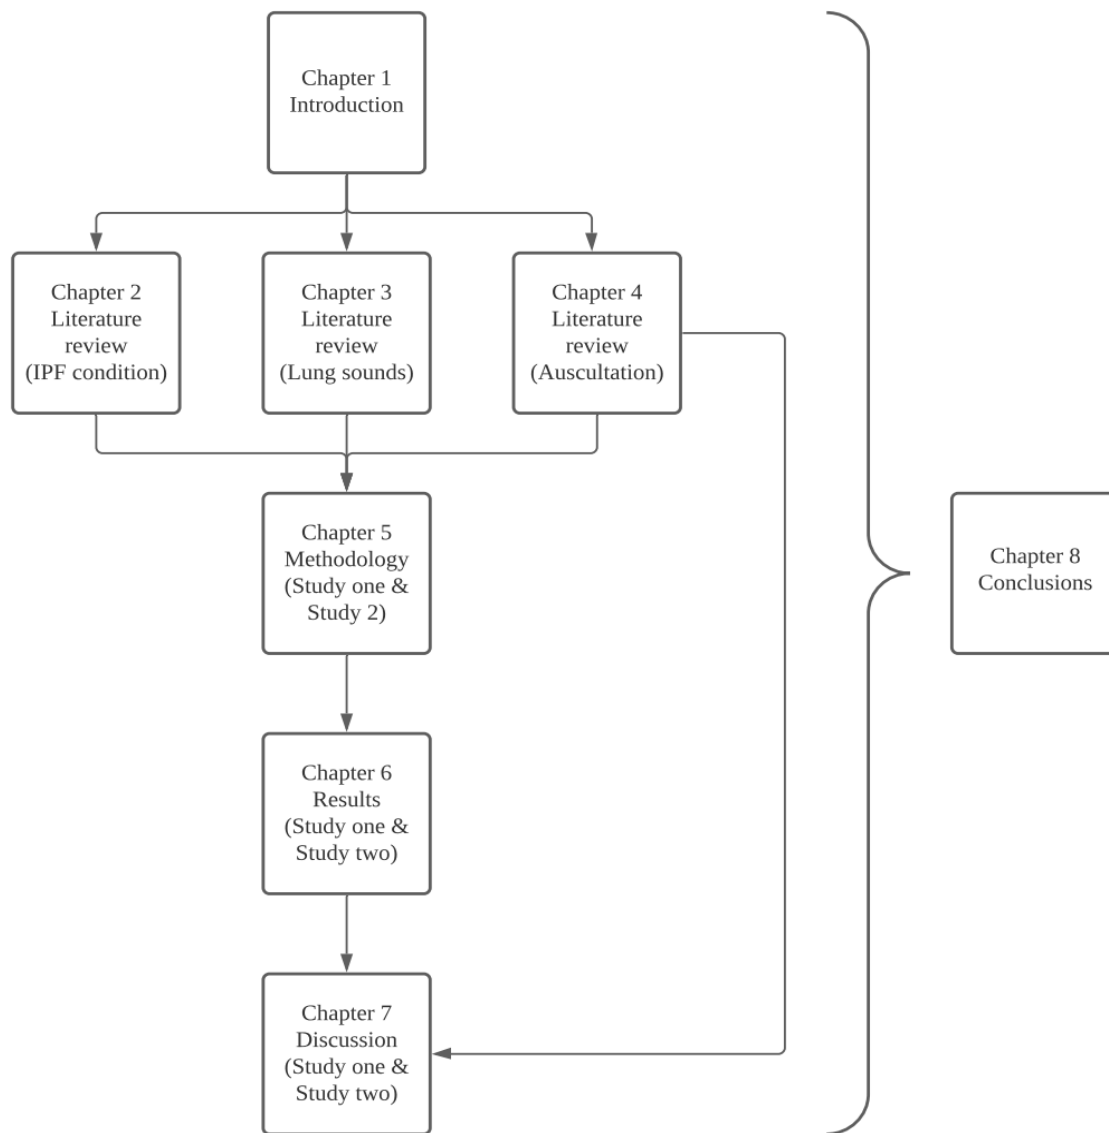 Chapter 1
Introduction
Chapter 2
Literature
review
(IPF condition)
Chapter 3
Literature
review
(Lung sounds)
Chapter 4
Literature
review
(Auscultation)
Chapter 5
Methodology
(Study one &
Study 2)
Chapter 6
Results
(Study one &
Study two)
Chapter 7
Discussion
(Study one &
Study two)
Chapter 8
Conclusions